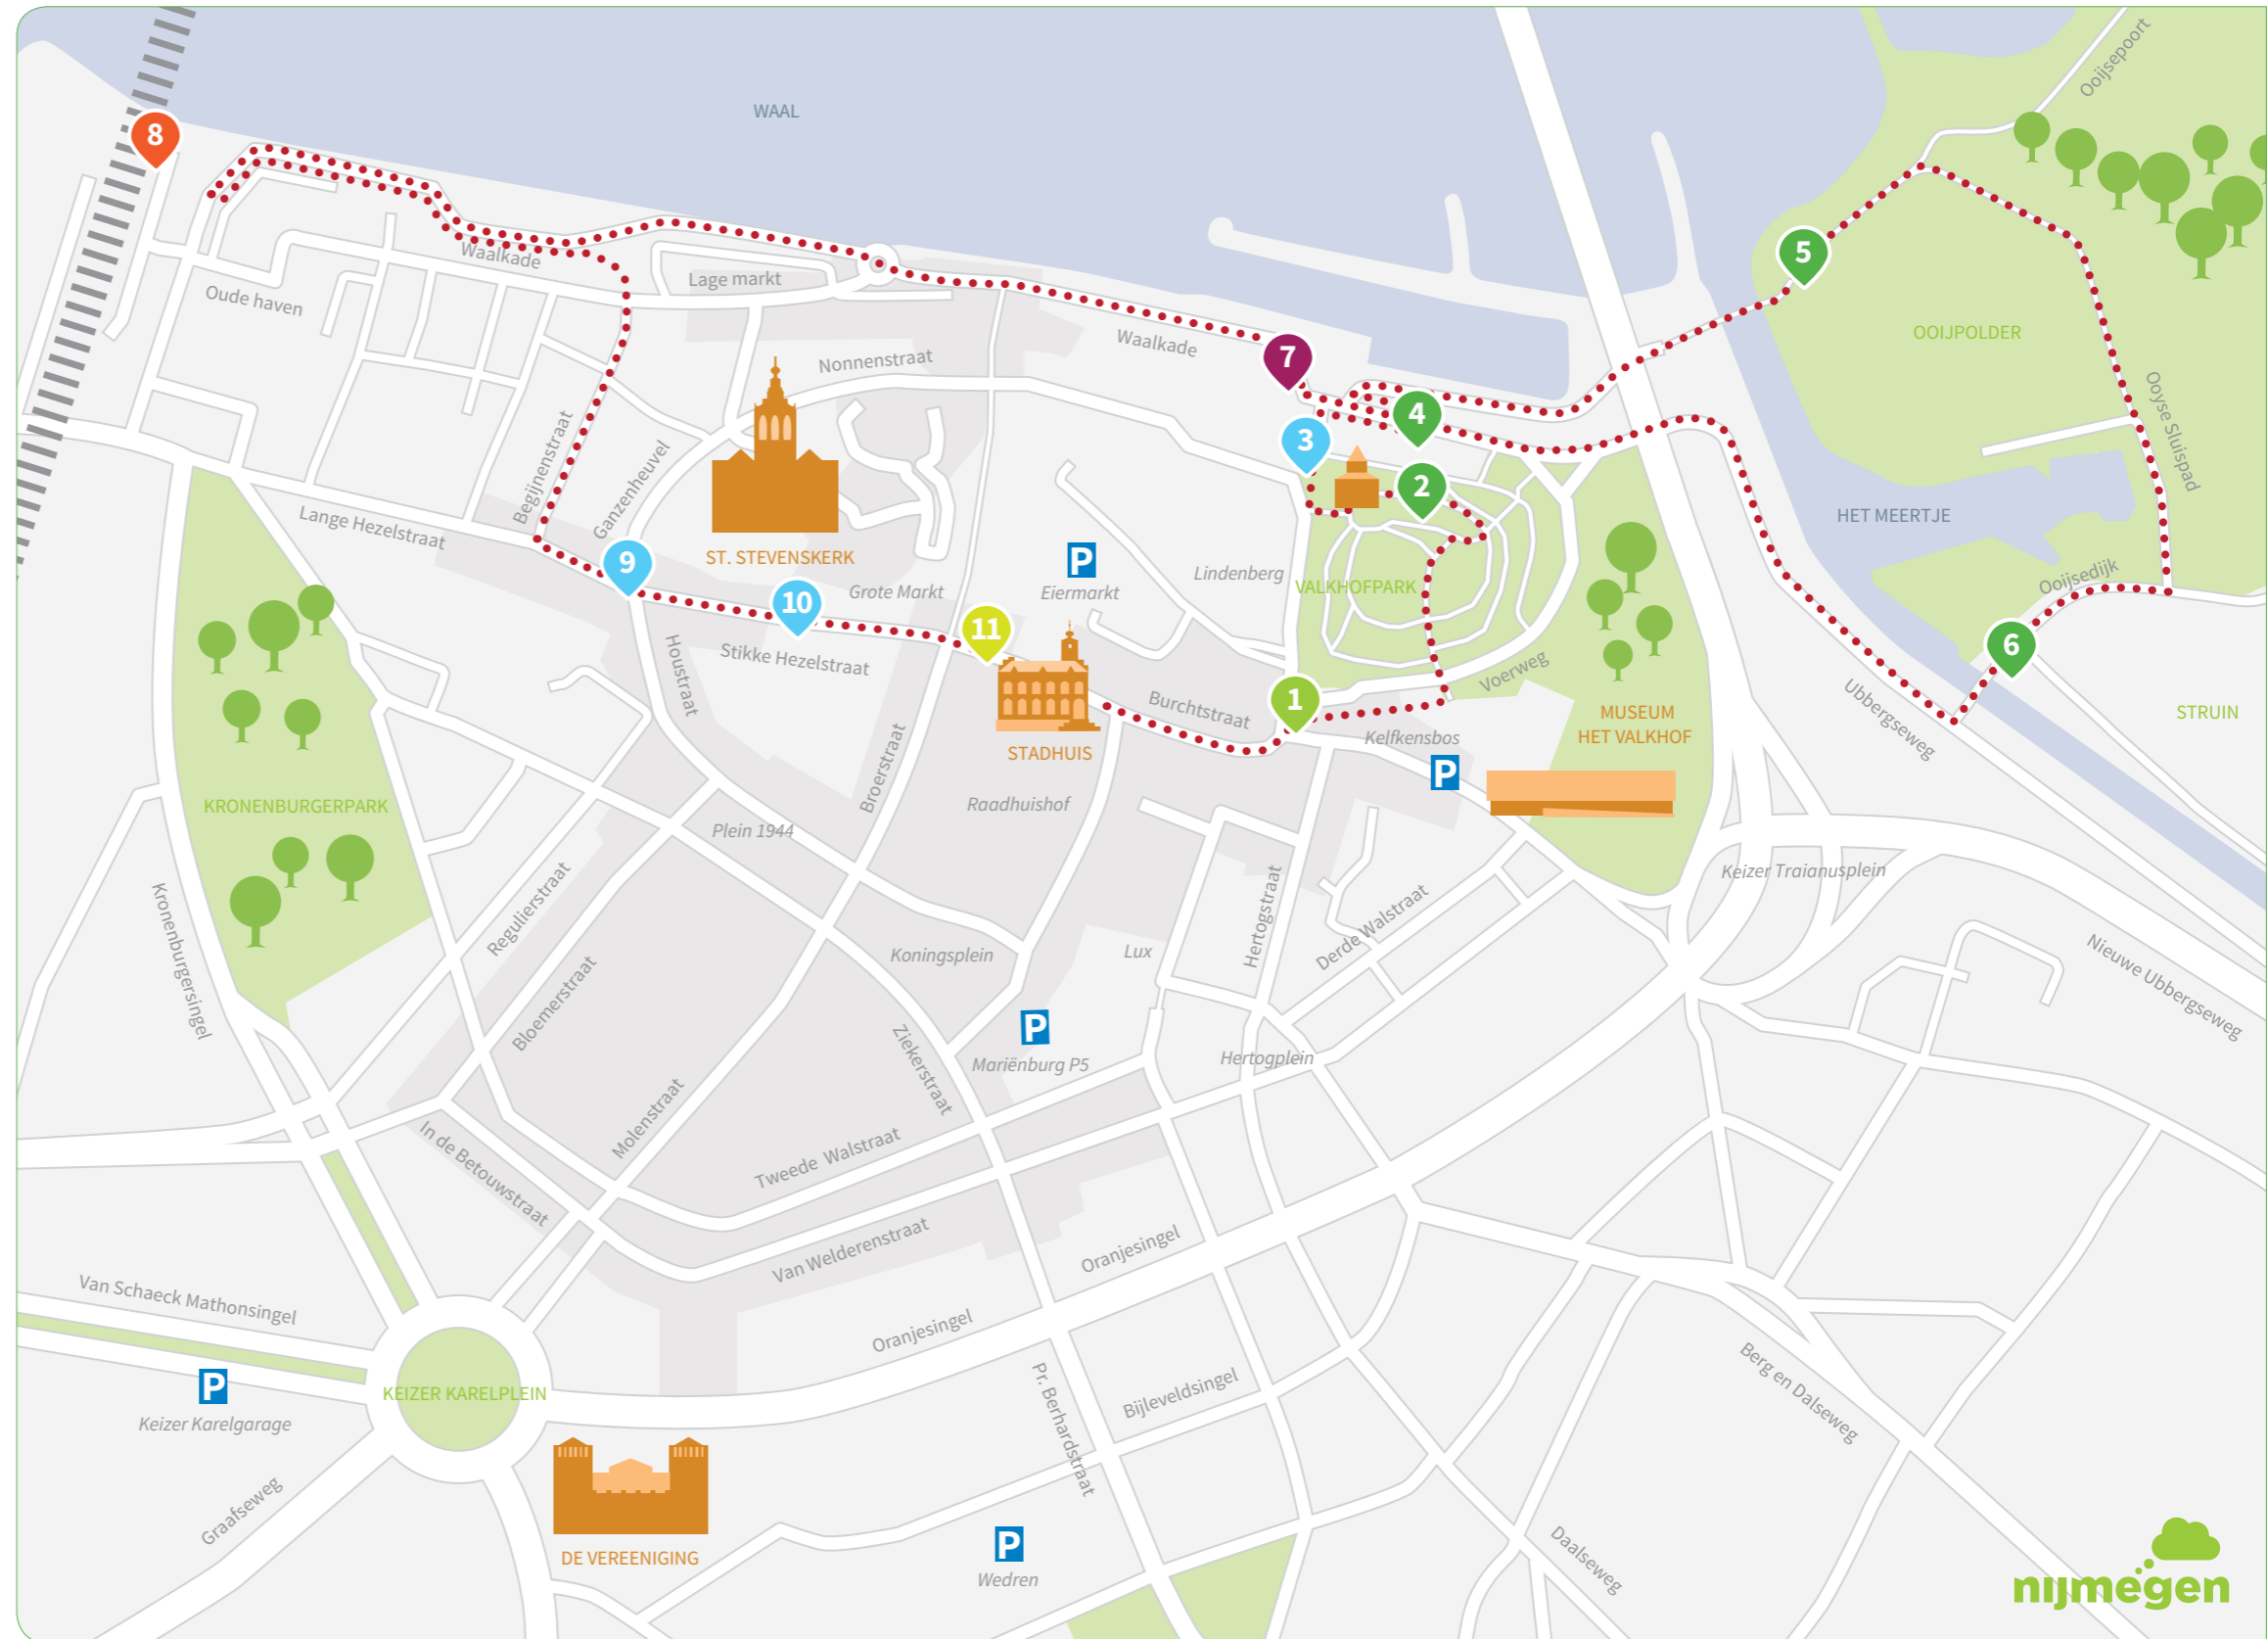 WAAL
Ooijsepoort
8
Waalkade
Lage markt
Oude haven
5
OOIJPOLDER
Waalkade
7
Nonnenstraat
Ooyse Sluispad
4
3
2
Begijnenstraat
Ganzenheuvel
Lange Hezelstraat
HET MEERTJE
ST. STEVENSKERK
9
P
Eiermarkt
Lindenberg
VALKHOFPARK
Ooijsedijk
Grote Markt
10
11
6
Stikke Hezelstraat
Houstraat
Voerweg
Burchtstraat
1
Ubbergseweg
STRUIN
MUSEUM
HET VALKHOF
Kelfkensbos
P
STADHUIS
Broerstraat
KRONENBURGERPARK
Raadhuishof
Plein 1944
Keizer Traianusplein
Regulierstraat
Kronenburgersingel
Hertogstraat
Derde Walstraat
Koningsplein
Lux
Nieuwe Ubbergseweg
Bloemerstraat
P
Mariënburg P5
Ziekerstraat
Hertogplein
Molenstraat
In de Betouwstraat
Tweede Walstraat
Van Welderenstraat
Oranjesingel
Van Schaeck Mathonsingel
Oranjesingel
Berg en Dalseweg
P
Keizer Karelgarage
KEIZER KARELPLEIN
Pr. Berhardstraat
Bijleveldsingel
Graafseweg
DE VEREENIGING
P
Wedren
Daalseweg
nijmegen